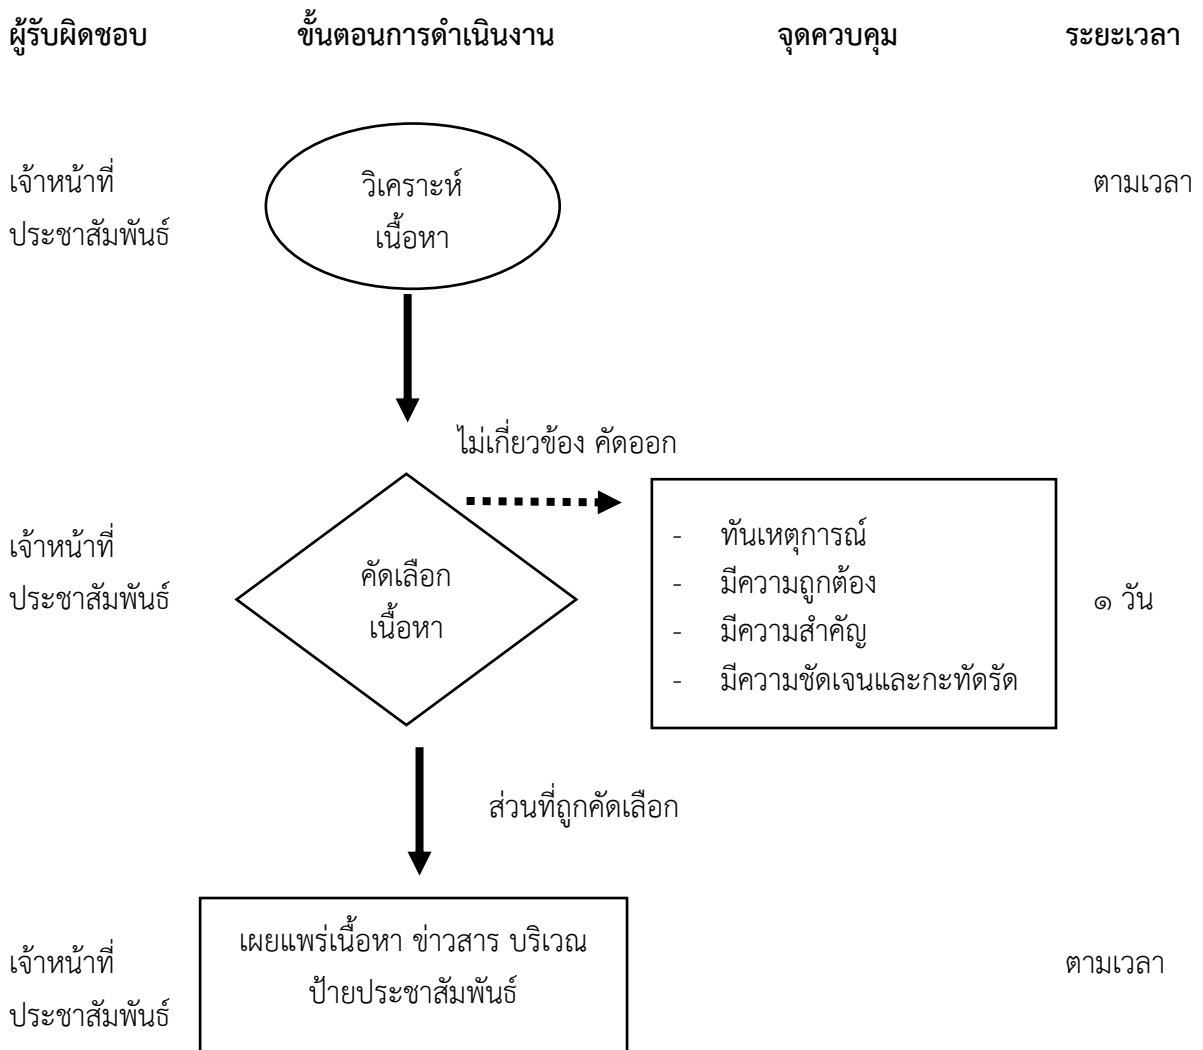 ผู้รับผิดชอบ ขั้นตอนการดำเนินงาน จุดควบคุม ระยะเวลา
เจ้าหน้าที่
ประชาสัมพันธ์
วิเคราะห์
เนื้อหา
ตามเวลา
ไม่เกี่ยวข้อง คัดออก
เจ้าหน้าที่
ประชาสัมพันธ์
คัดเลือก
เนื้อหา
- ทันเหตุการณ์
- มีความถูกต้อง
- มีความสำคัญ
- มีความชัดเจนและกะทัดรัด
๑ วัน
ส่วนที่ถูกคัดเลือก
เจ้าหน้าที่
ประชาสัมพันธ์
เผยแพร่เนื้อหา ข่าวสาร บริเวณ
ป้ายประชาสัมพันธ์
ตามเวลา